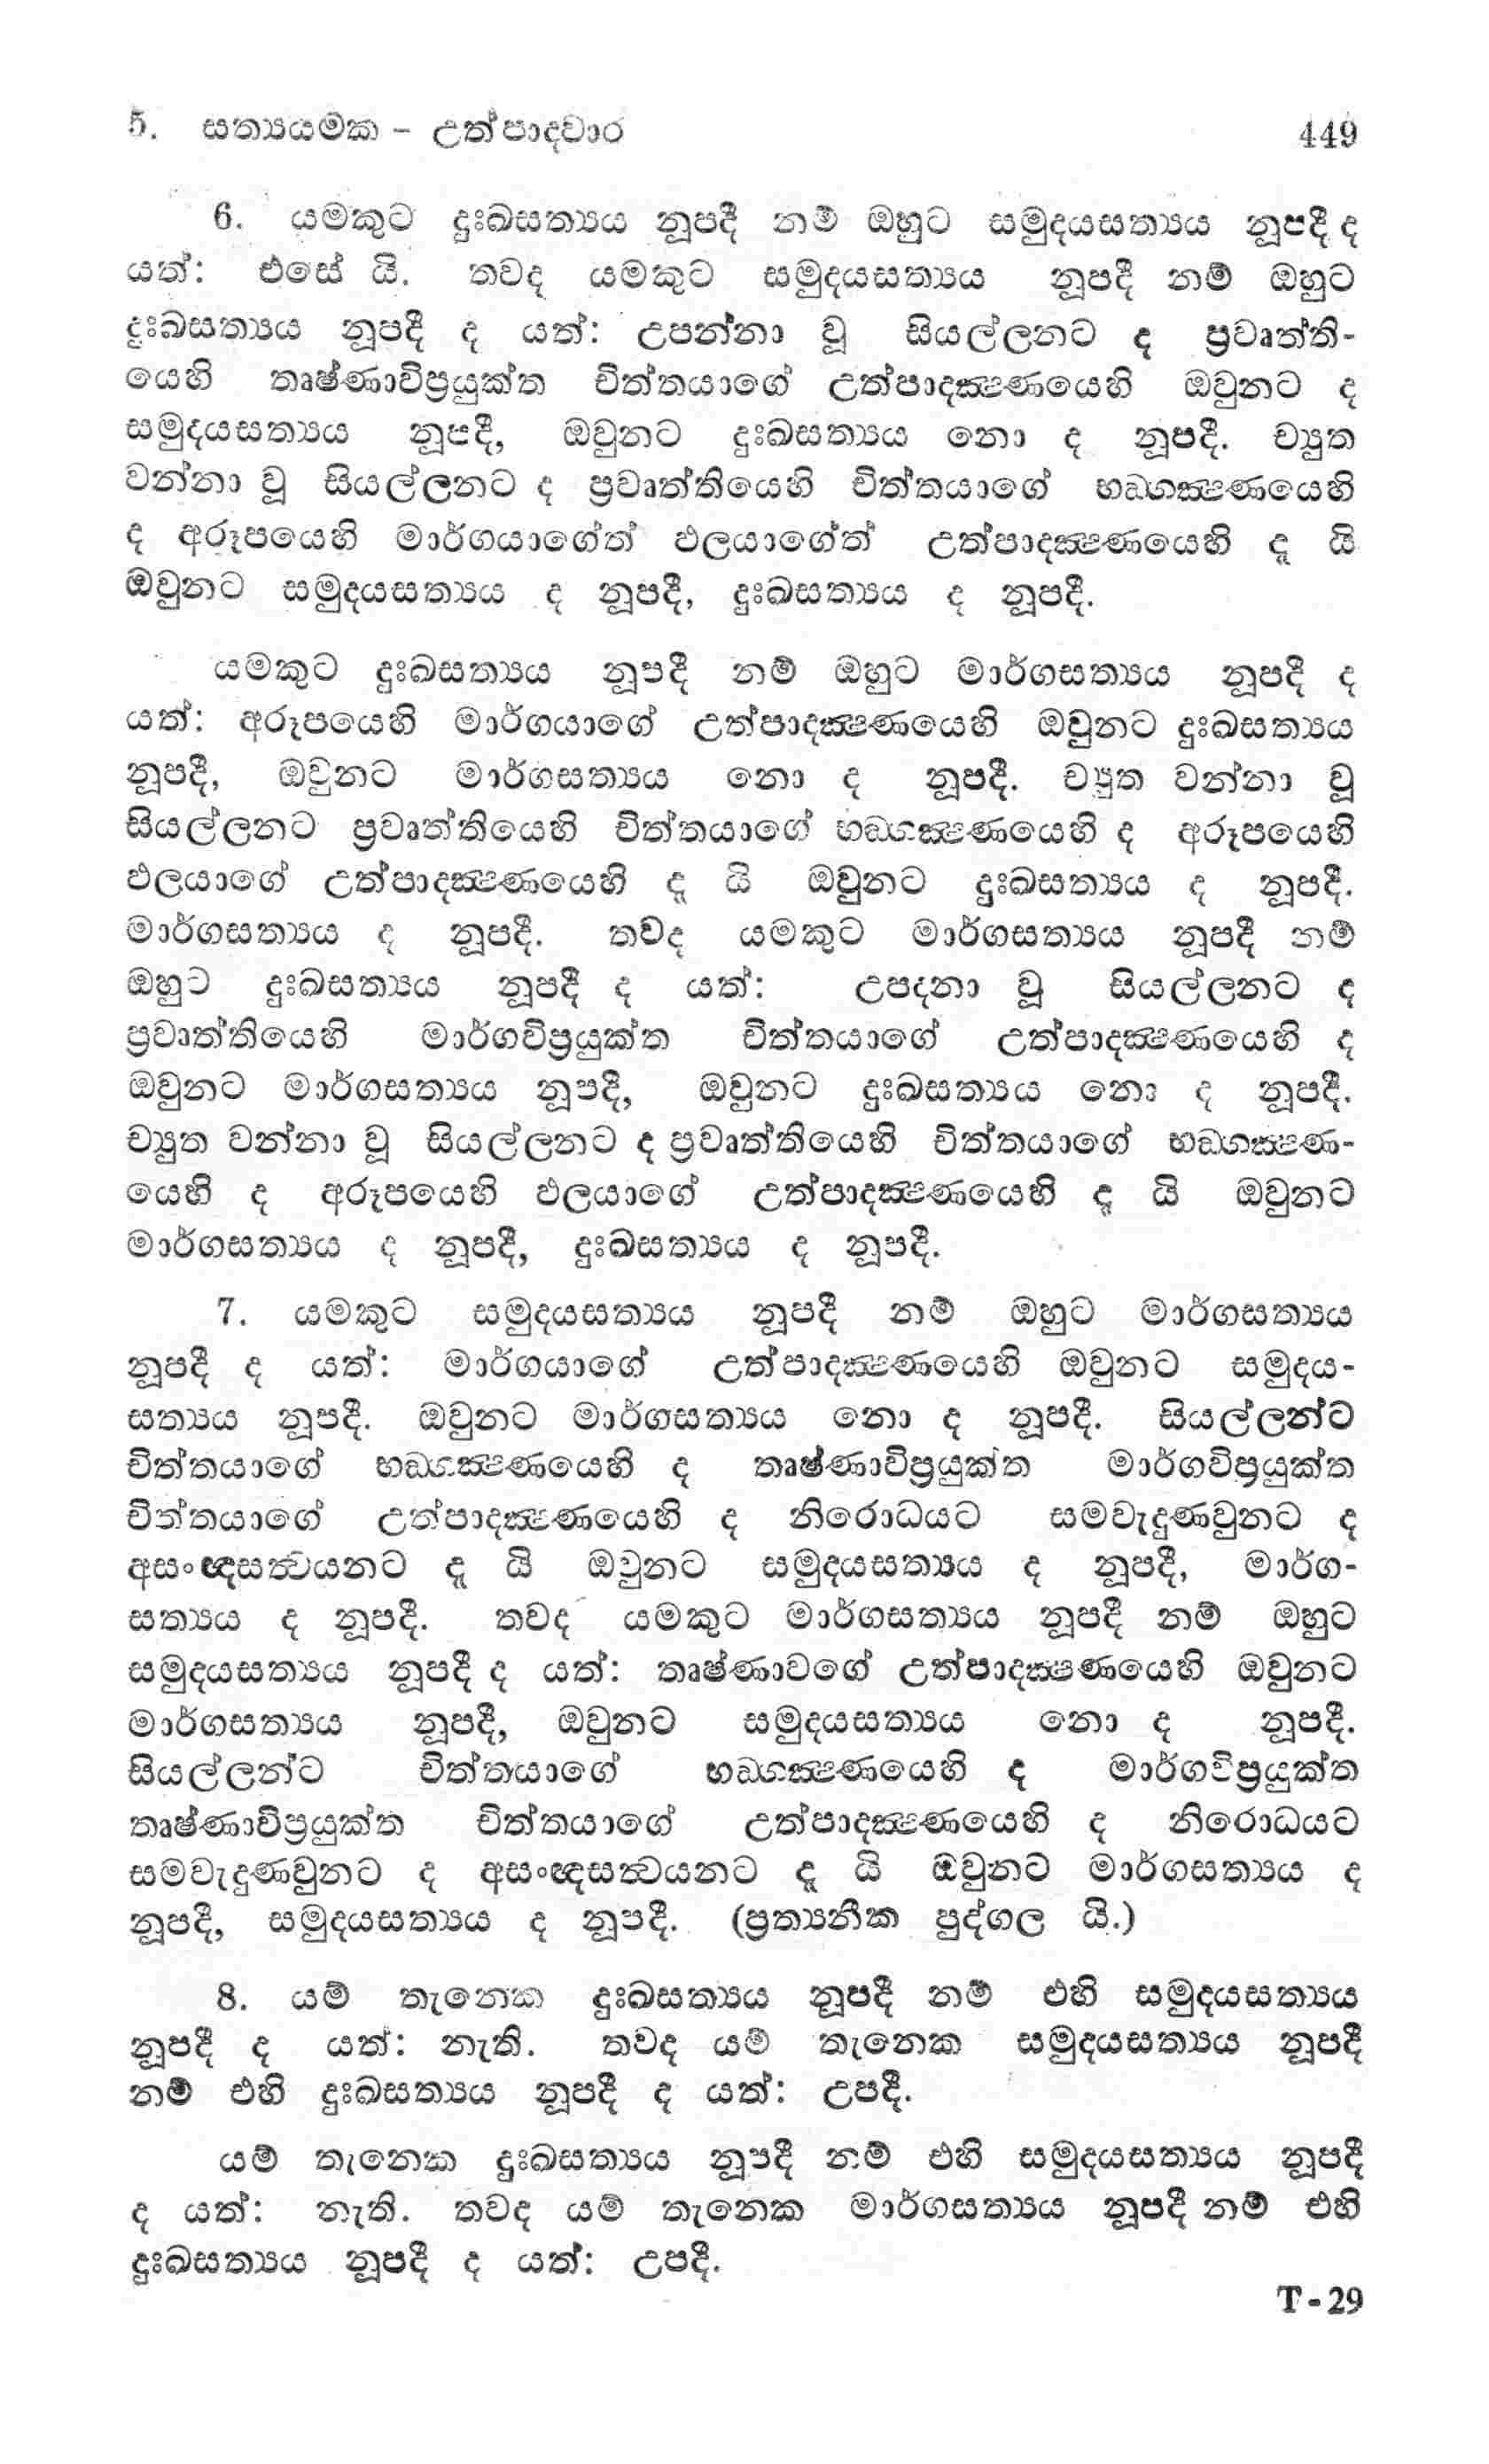 5. සත්‍යයමක – උත්පාදවාර 449
6. යමකුට දුඃඛසත්‍යය නූපදී නම් ඔහුට සමුදයසත්‍යය නූපදී ද
යත්: එසේ යි. තවද යමකුට සමුදයසත්‍යය නූපදී නම් ඔහුට
දුඃඛසත්‍යය නූපදී ද යත්: උපන්නා වූ සියල්ලනට ද ප්‍රවෘත්ති-
යෙහි තෘෂ්ණාවිප්‍රයුක්ත චිත්තයාගේ උත්පාදක්‍ෂණයෙහි ඔවුනට ද
සමුදයසත්‍යය නූපදී, ඔවුනට දුඃඛසත්‍යය නො ද නූපදී. ච්‍යුත
වන්නා වූ සියල්ලනට ද ප්‍රවෘත්තියෙහි චිත්තයාගේ භඞ්ගක්‍ෂණයෙහි
ද අරූපයෙහි මාර්ගයාගේත් ඵලයාගේත් උත්පාදක්‍ෂණයෙහි දැ යි
ඔවුනට සමුදයසත්‍යය ද නූපදී, දුඃඛසත්‍යය ද නූපදී.
යමකුට දුඃඛසත්‍යය නූපදී නම් ඔහුට මාර්ගසත්‍යය නූපදී ද
යත්: අරූපයෙහි මාර්ගයාගේ උත්පාදක්‍ෂණයෙහි ඔවුනට දුඃඛසත්‍යය
නූපදී, ඔවුනට මාර්ගසත්‍යය නො ද නූපදී. ච්‍යුත වන්නා වූ
සියල්ලනට ප්‍රවෘත්තියෙහි චිත්තයාගේ භඞ්ගක්‍ෂණයෙහි ද අරූපයෙහි
ඵලයාගේ උත්පාදක්‍ෂණයෙහි දැ යි ඔවුනට දුඃඛසත්‍යය ද නූපදී.
මාර්ගසත්‍යය ද නූපදී. තවද යමකුට මාර්ගසත්‍යය නූපදී නම්
ඔහුට දුඃඛසත්‍යය නූපදී ද යත්: උපදනා වූ සියල්ලනට ද
ප්‍රවෘත්තියෙහි මාර්ගවිප්‍රයුක්ත චිත්තයාගේ උත්පාදක්‍ෂණයෙහි ද
ඔවුනට මාර්ගසත්‍යය නූපදී, ඔවුනට දුඃඛසත්‍යය නො ද නූපදී.
ච්‍යුත වන්නා වූ සියල්ලනට ද ප්‍රවෘත්තියෙහි චිත්තයාගේ භඞ්ගක්‍ෂණ-
යෙහි ද අරූපයෙහි ඵලයාගේ උත්පාදක්‍ෂණයෙහි දැ යි ඔවුනට
මාර්ගසත්‍යය ද නූපදී, දුඃඛසත්‍යය ද නූපදී.
7. යමකුට සමුදයසත්‍යය නූපදී නම් ඔහුට මාර්ගසත්‍යය
නූපදී ද යත්: මාර්ගයාගේ උත්පාදක්‍ෂණයෙහි ඔවුනට සමුදය-
සත්‍යය නූපදී. ඔවුනට මාර්ගසත්‍යය නො ද නූපදී. සියල්ලන්ට
චිත්තයාගේ භඞ්ගක්‍ෂණයෙහි ද තෘෂ්ණාවිප්‍රයුක්ත මාර්ගවිප්‍රයුක්ත
චිත්තයාගේ උත්පාදක්‍ෂණයෙහි ද නිරොධයට සමවැදුණවුනට ද
අසංඥසත්‍වයනට දැ යි ඔවුනට සමුදයසත්‍යය ද නූපදී, මාර්ග-
සත්‍යය ද නූපදී. තවද යමකුට මාර්ගසත්‍යය නූපදී නම් ඔහුට
සමුදයසත්‍යය නූපදී ද යත්: තෘෂ්ණාවගේ උත්පාදක්‍ෂණයෙහි ඔවුනට
මාර්ගසත්‍යය නූපදී, ඔවුනට සමුදයසත්‍යය නො ද නූපදී.
සියල්ලන්ට චිත්තයාගේ භඞ්ගක්‍ෂණයෙහි ද මාර්ගවිප්‍රයුක්ත
තෘෂ්ණාවිප්‍රයුක්ත චිත්තයාගේ උත්පාදක්‍ෂණයෙහි ද නිරොධයට
සමවැදුණවුනට ද අසංඥසත්‍වයනට දැ යි ඔවුනට මාර්ගසත්‍යය ද
නූපදී, සමුදයසත්‍යය ද නූපදී. (ප්‍රත්‍යනීක පුද්ගල යි.)
8. යම් තැනෙක දුඃඛසත්‍යය නූපදී නම් එහි සමුදයසත්‍යය
නූපදී ද යත්: නැති. තවද යම් තැනෙක සමුදයසත්‍යය නූපදී
නම් එහි දුඃඛසත්‍යය නූපදී ද යත්: උපදී.
යම් තැනෙක දුඃඛසත්‍යය නූපදී නම් එහි සමුදයසත්‍යය නූපදී
ද යත්: නැති. තවද යම් තැනෙක මාර්ගසත්‍යය නූපදී නම් එහි
දුඃඛසත්‍යය නූපදී ද යත්: උපදී.
T-29